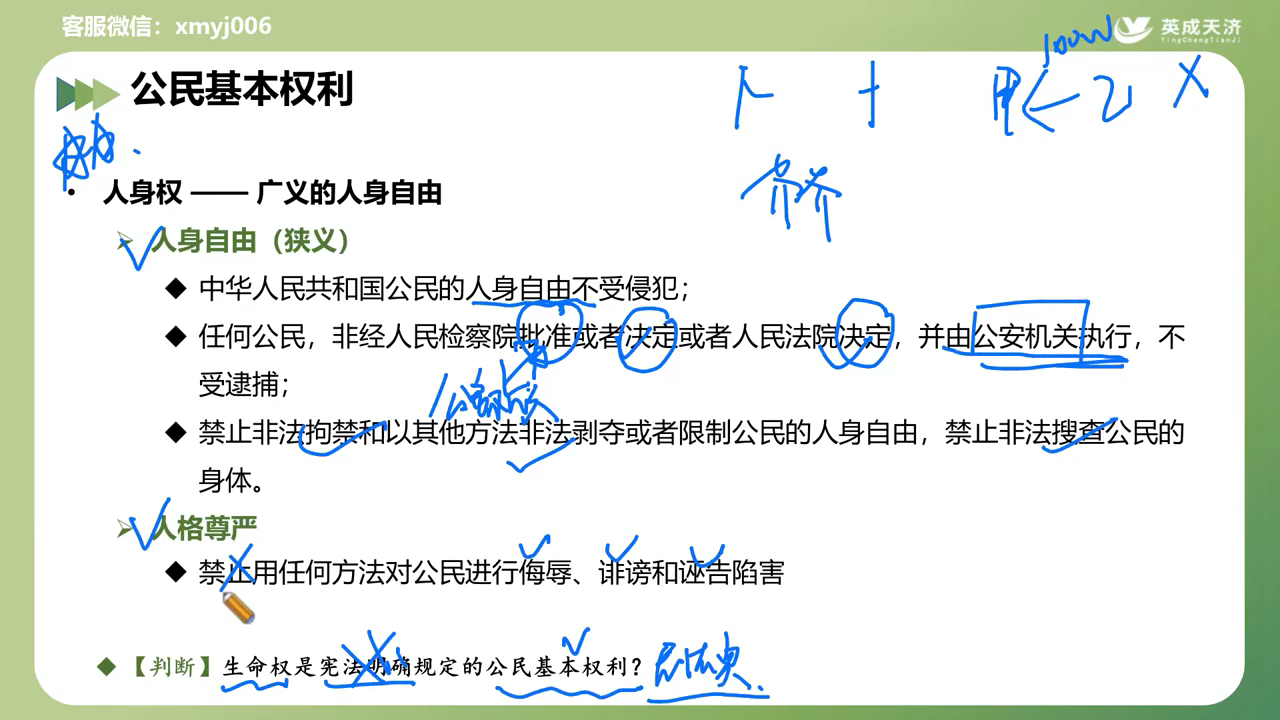 客服微信：xmyj006
英成天济
YingChengTianJi
公民基本权利
100W
甲 乙
人身权 —— 广义的人身自由
人身自由（狭义）
中华人民共和国公民的人身自由不受侵犯；
任何公民，非经人民检察院批准或者决定或者人民法院决定，并由公安机关执行，不
受逮捕；
禁止非法拘禁和以其他方法非法剥夺或者限制公民的人身自由，禁止非法搜查公民的
身体。
人格尊严
禁止用任何方法对公民进行侮辱、诽谤和诬告陷害
【判断】生命权是宪法明确规定的公民基本权利？
民法典